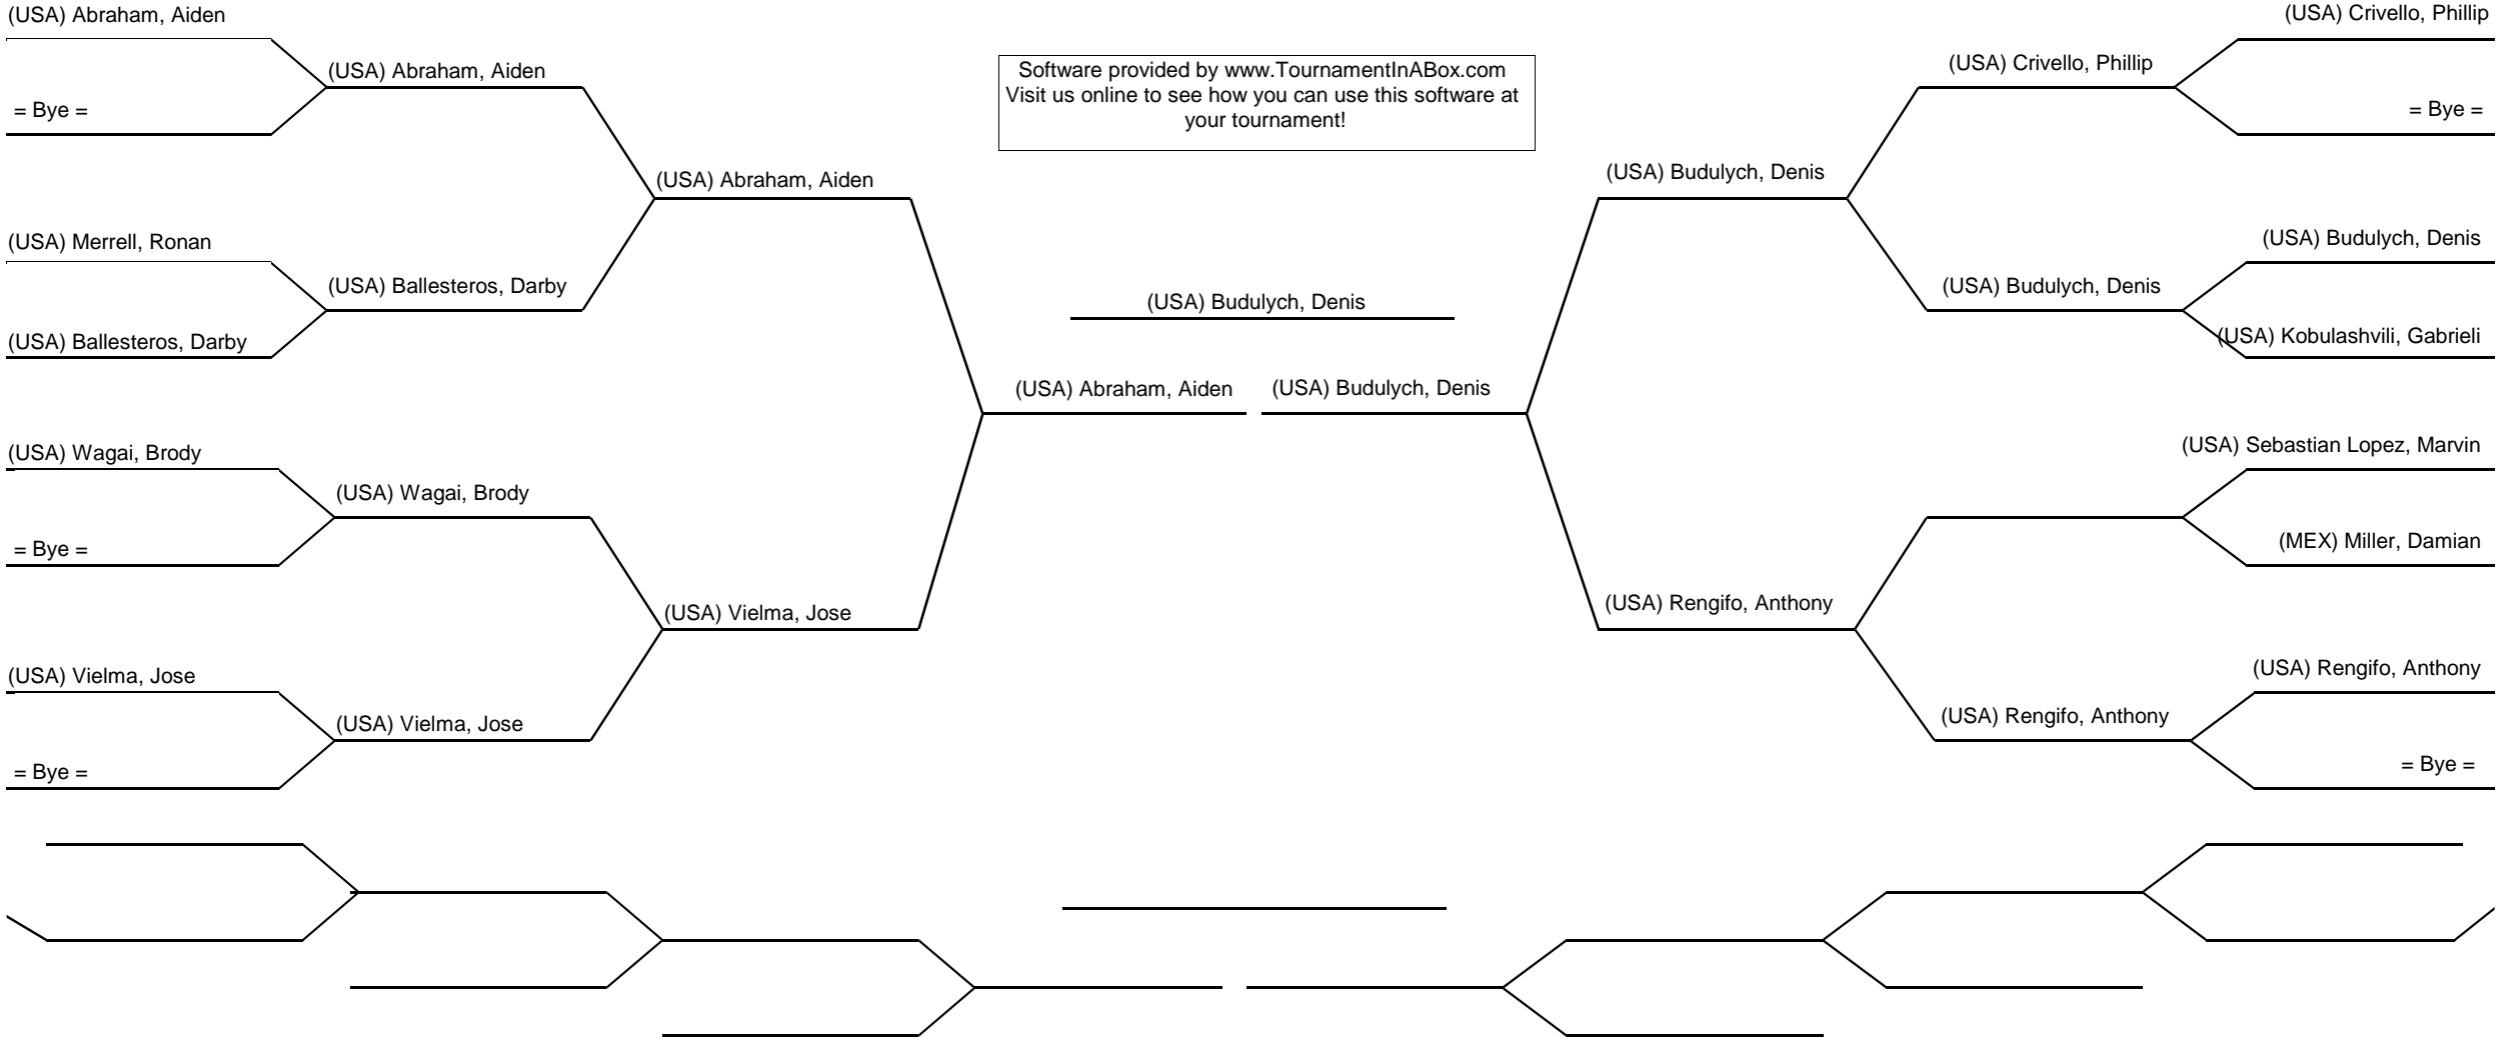 (USA) Abraham, Aiden
= Bye =
(USA) Merrell, Ronan
(USA) Ballesteros, Darby
(USA) Wagai, Brody
= Bye =
(USA) Vielma, Jose
= Bye =
(USA) Abraham, Aiden
(USA) Ballesteros, Darby
(USA) Wagai, Brody
(USA) Vielma, Jose
(USA) Abraham, Aiden
(USA) Vielma, Jose
Software provided by www.TournamentInABox.com
Visit us online to see how you can use this software at
your tournament!
(USA) Budulych, Denis
(USA) Abraham, Aiden
(USA) Budulych, Denis
(USA) Budulych, Denis
(USA) Rengifo, Anthony
(USA) Crivello, Phillip
(USA) Budulych, Denis
(USA) Rengifo, Anthony
(USA) Crivello, Phillip
= Bye =
(USA) Budulych, Denis
(USA) Kobulashvili, Gabrieli
(USA) Sebastian Lopez, Marvin
(MEX) Miller, Damian
(USA) Rengifo, Anthony
= Bye =